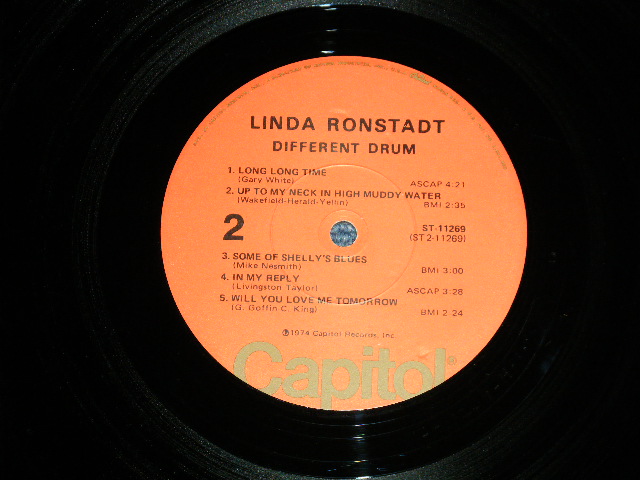 LINDA RONSTADT
DIFFERENT DRUM
1. LONG LONG TIME
(Gary White) ASCAP 4:21
2. UP TO MY NECK IN HIGH MUDDY WATER
(Wakefield-Herald-Yellin) BMI 2:35
2
ST-11269
(ST 2-11269)
3. SOME OF SHELLY'S BLUES
(Mike Nesmith) BMI 3:00
4. IN MY REPLY
(Livingston Taylor) ASCAP 3:28
5. WILL YOU LOVE ME TOMORROW
(G. Goffin C. King) BMI 2:24
℗1974 Capitol Records, Inc.
Capitol®